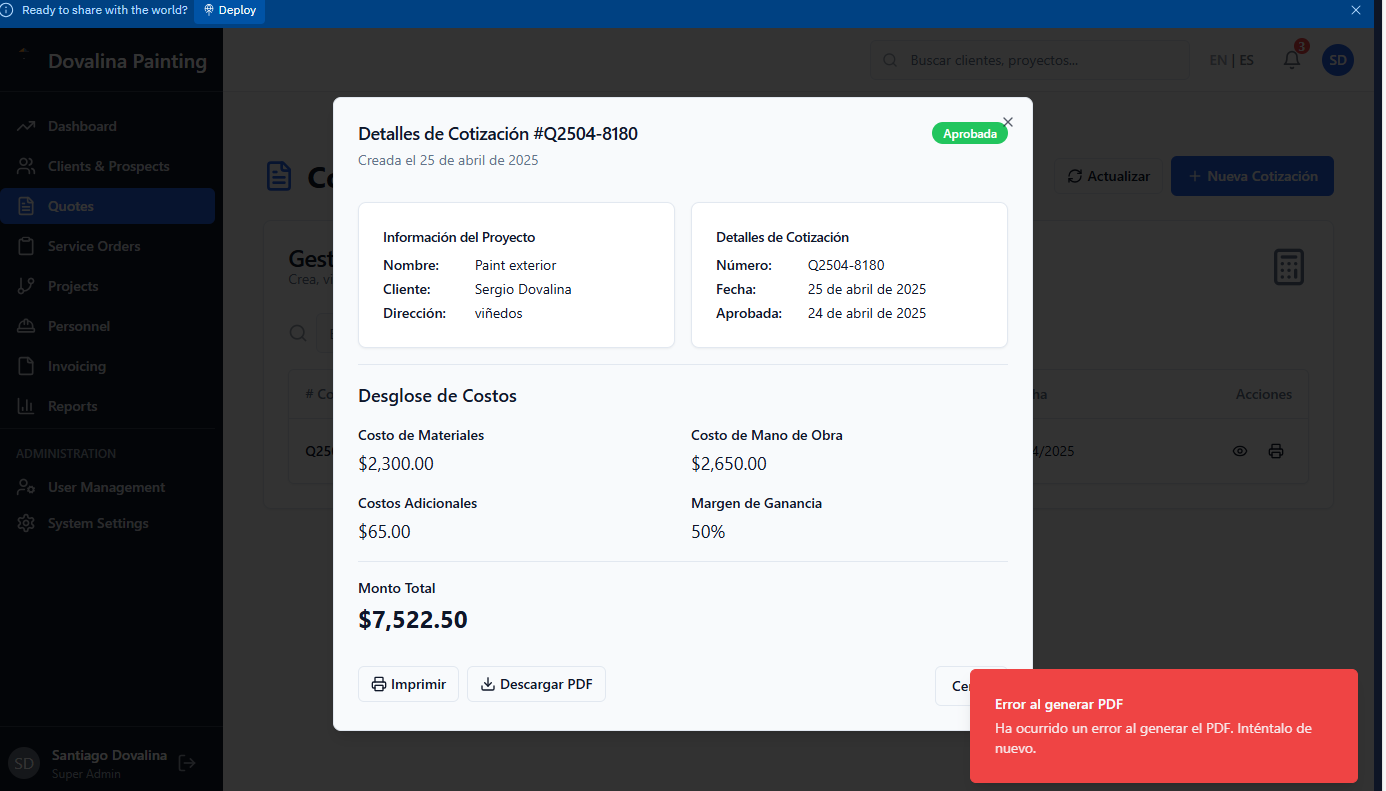 Ready to share with the world? Deploy
Dovalina Painting
Buscar clientes, proyectos...
EN | ES
3
SD
Dashboard
Clients & Prospects
Quotes
Service Orders
Projects
Personnel
Invoicing
Reports
ADMINISTRATION
User Management
System Settings
SD
Santiago Dovalina
Super Admin
Actualizar
+ Nueva Cotización
Gest
Crea, vi
# Co
ha
Acciones
Q25
4/2025
Detalles de Cotización #Q2504-8180
Aprobada
Creada el 25 de abril de 2025
Información del Proyecto
Nombre: Paint exterior
Cliente: Sergio Dovalina
Dirección: viñedos
Detalles de Cotización
Número: Q2504-8180
Fecha: 25 de abril de 2025
Aprobada: 24 de abril de 2025
Desglose de Costos
Costo de Materiales
$2,300.00
Costo de Mano de Obra
$2,650.00
Costos Adicionales
$65.00
Margen de Ganancia
50%
Monto Total
$7,522.50
Imprimir
Descargar PDF
Ce
Error al generar PDF
Ha ocurrido un error al generar el PDF. Inténtalo de
nuevo.